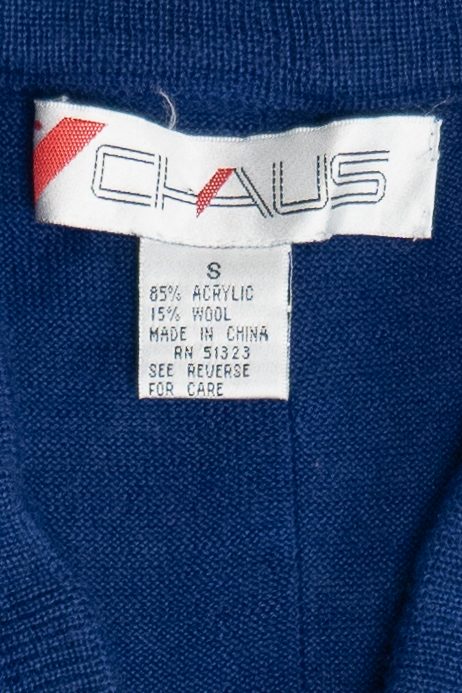 CHAUS
S
85% ACRYLIC
15% WOOL
MADE IN CHINA
RN 51323
SEE REVERSE
FOR CARE